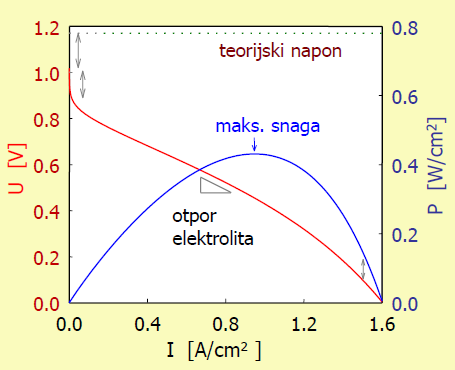 1.2
1.0
0.8
0.6
0.4
0.2
0.0
U [V]
teorijski napon
maks. snaga
otpor
elektrolita
0.8
0.6
0.4
0.2
0.0
P [W/cm²]
0.0
0.4
0.8
1.2
1.6
I [A/cm² ]